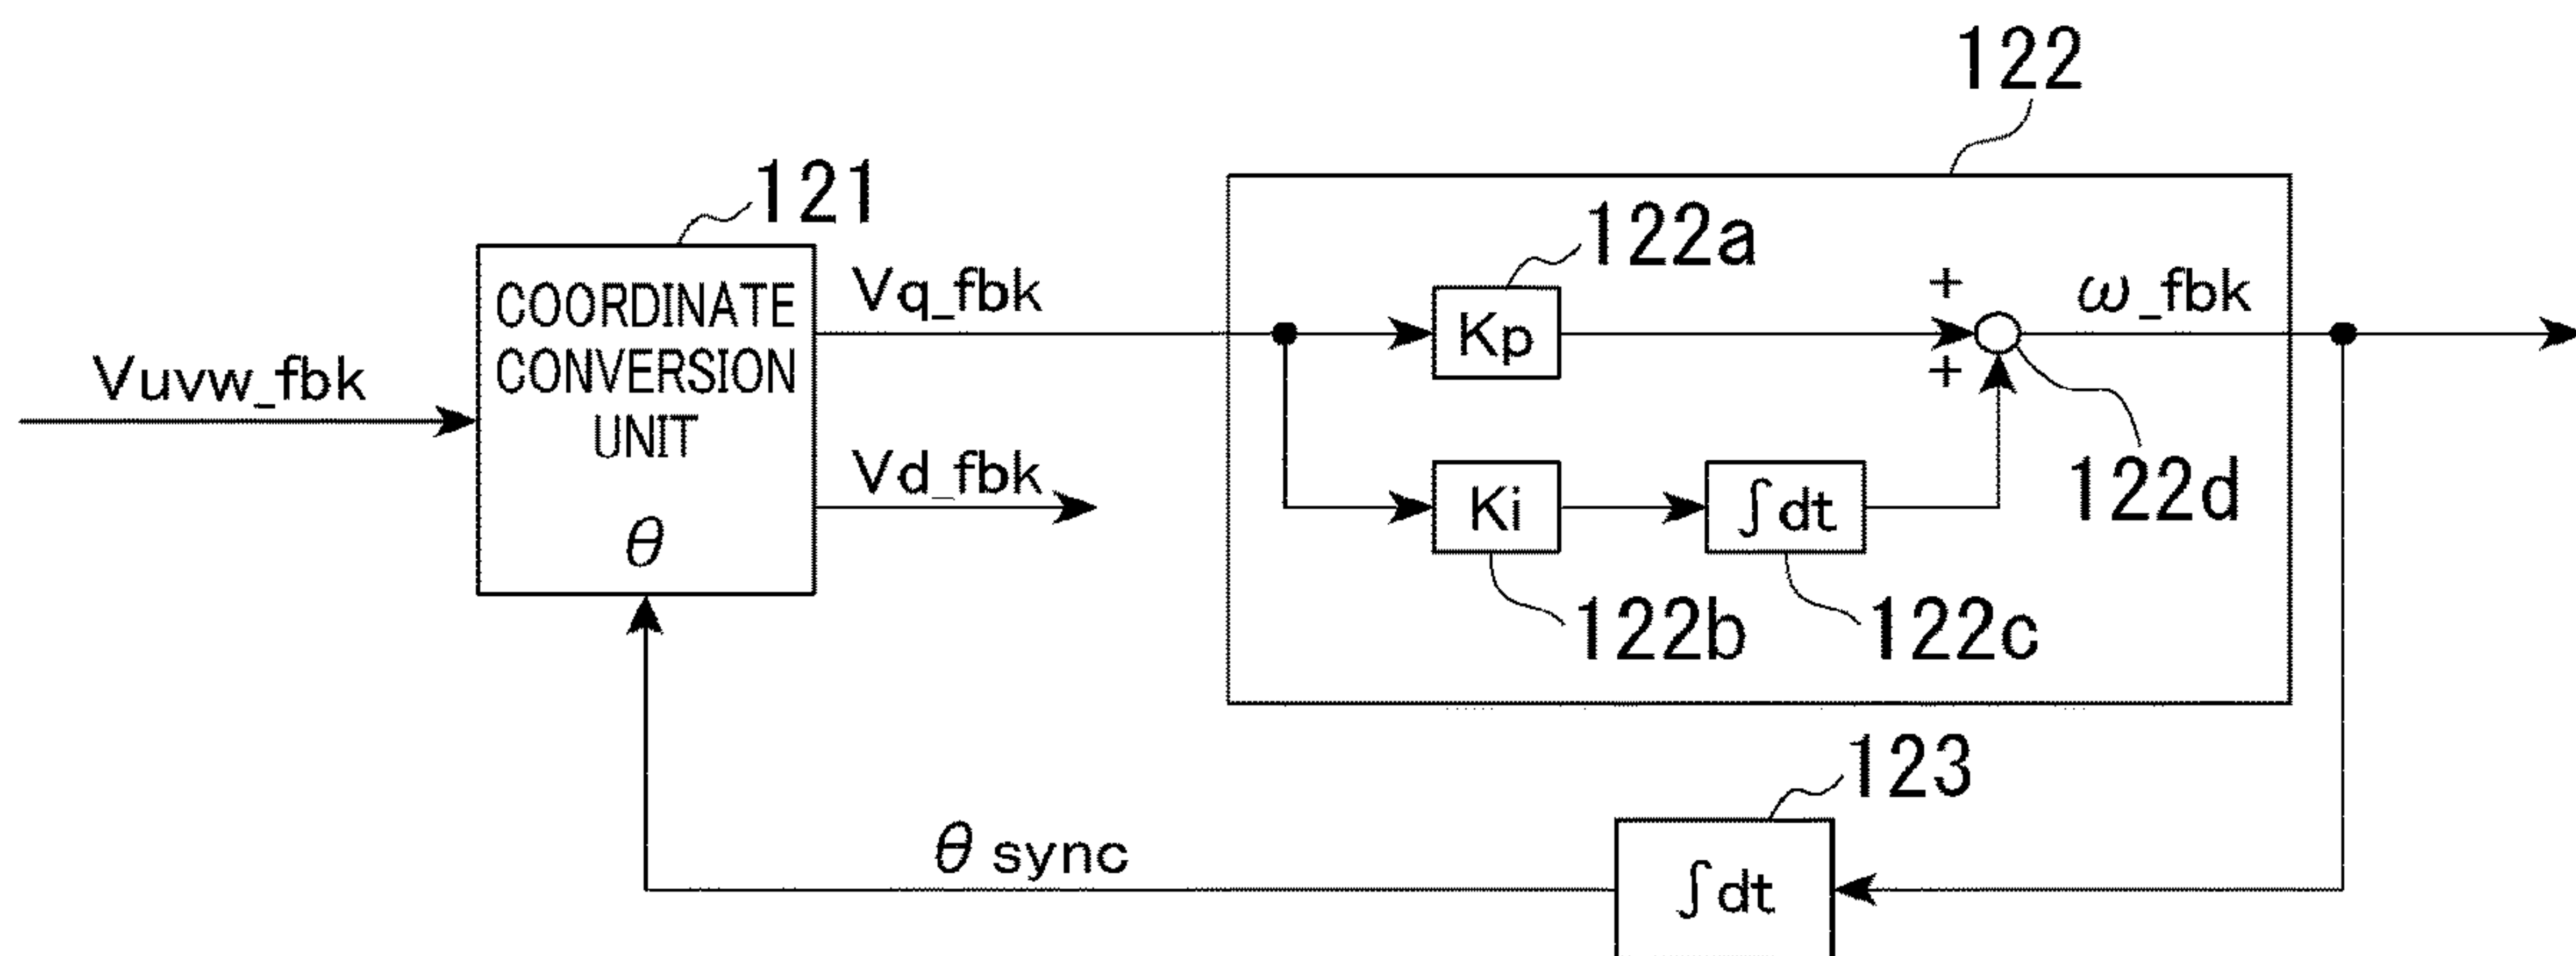 122
121
122a
COORDINATE
CONVERSION
UNIT
θ
Vq_fbk
Vuvw_fbk
Vd_fbk
Kp
+
+
ω_fbk
Ki
∫dt
122d
122b
122c
123
θ sync
∫dt